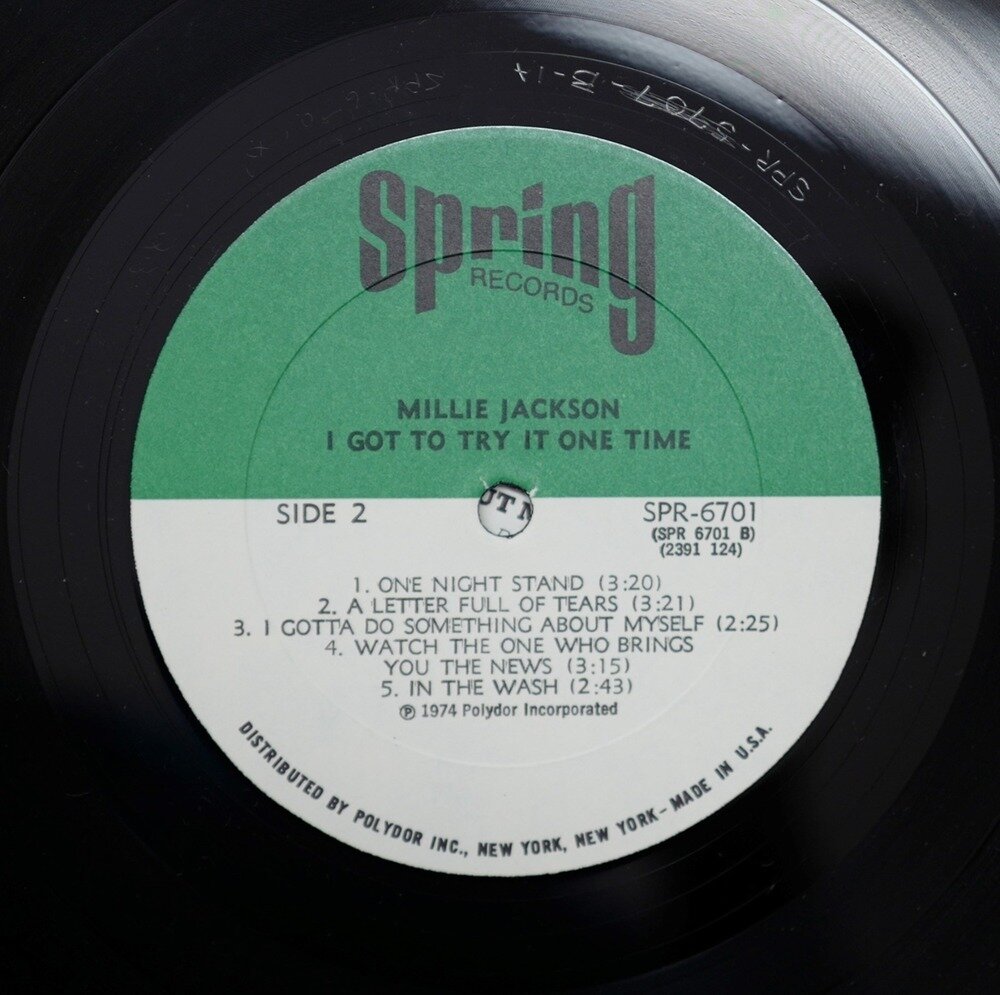 SPR-5707-B-1A
Spring
RECORDS
MILLIE JACKSON
I GOT TO TRY IT ONE TIME
SIDE 2
SPR-6701
(SPR 6701 B)
(2391 124)
1. ONE NIGHT STAND (3:20)
2. A LETTER FULL OF TEARS (3:21)
3. I GOTTA DO SOMETHING ABOUT MYSELF (2:25)
4. WATCH THE ONE WHO BRINGS
YOU THE NEWS (3:15)
5. IN THE WASH (2:43)
℗ 1974 Polydor Incorporated
DISTRIBUTED BY POLYDOR INC., NEW YORK, NEW YORK - MADE IN U.S.A.